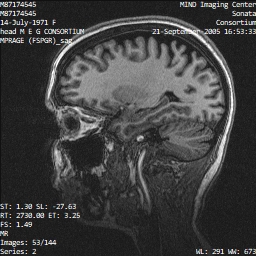 M87174545
M87174545
14-July-1971 F
head M E G CONSORTIUM
MPRAGE (FSPGR)_sag
MIND Imaging Center
Sonata
Consortium
21-September-2005 16:53:33
ST: 1.30 SL: -27.63
RT: 2730.00 ET: 3.25
FS: 1.49
MR
Images: 53/144
Series: 2
WL: 291 WW: 673